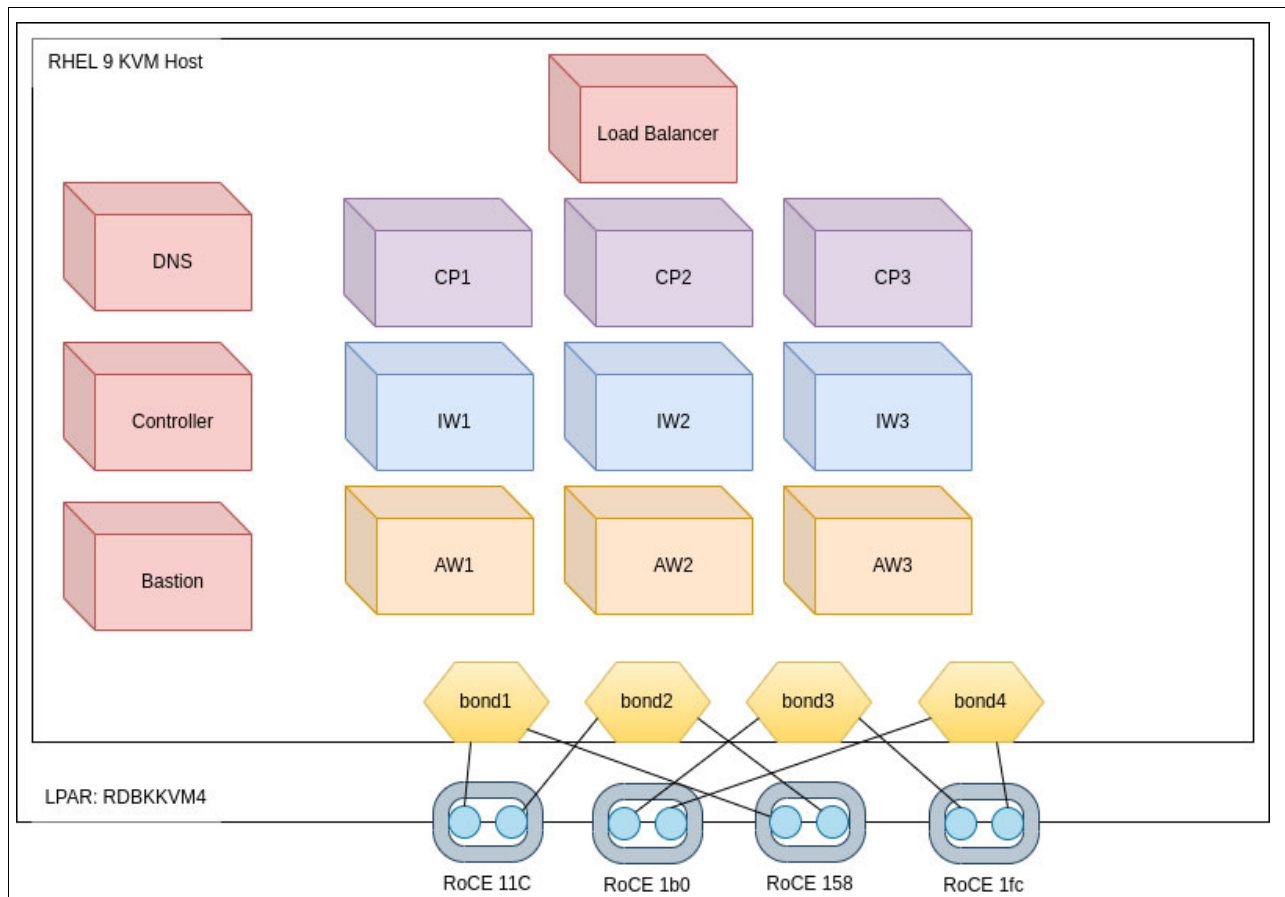 RHEL 9 KVM Host
Load Balancer
DNS
CP1
CP2
CP3
Controller
IW1
IW2
IW3
Bastion
AW1
AW2
AW3
bond1
bond2
bond3
bond4
LPAR: RDBKKVM4
RoCE 11C
RoCE 1b0
RoCE 158
RoCE 1fc